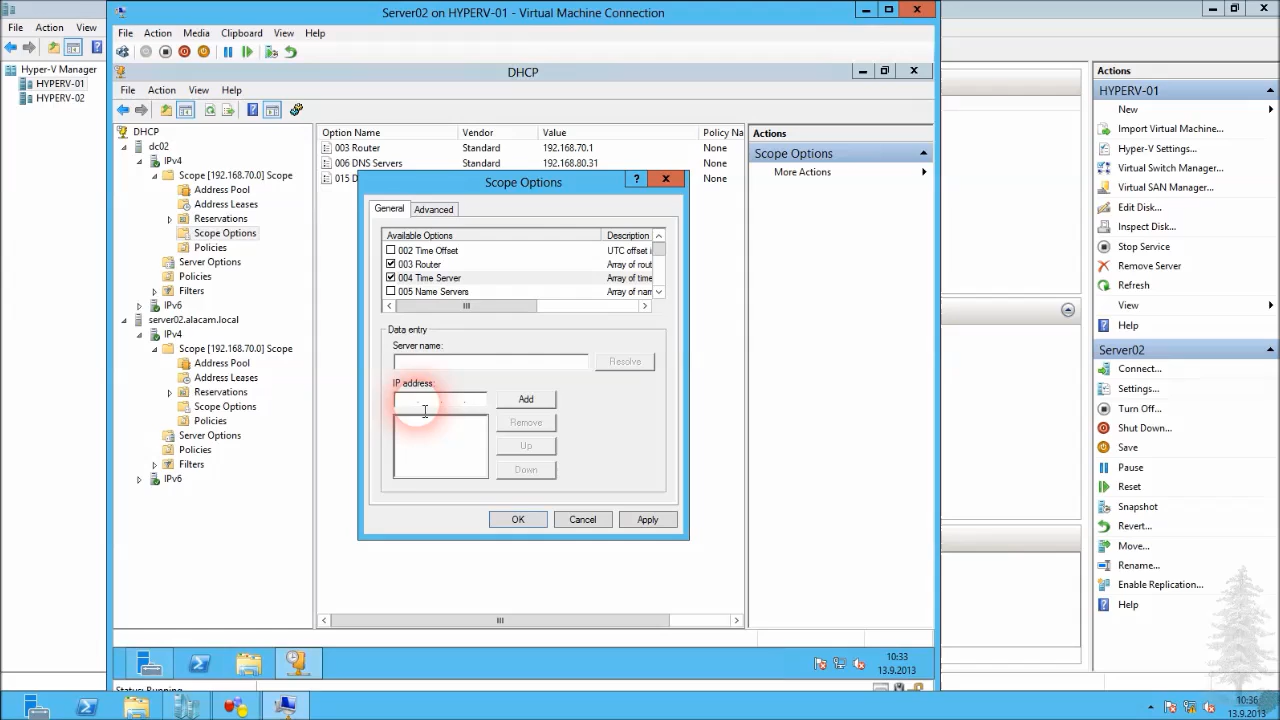 Server02 on HYPERV-01 - Virtual Machine Connection
File Action View
File Action Media Clipboard View Help
DHCP
File Action View Help
Hyper-V Manager
HYPERV-01
HYPERV-02
DHCP
dc02
IPv4
Scope [192.168.70.0] Scope
Address Pool
Address Leases
Reservations
Scope Options
Policies
Server Options
Policies
Filters
IPv6
server02.alacam.local
IPv4
Scope [192.168.70.0] Scope
Address Pool
Address Leases
Reservations
Scope Options
Policies
Server Options
Policies
Filters
IPv6
Option Name Vendor Value Policy Na
003 Router Standard 192.168.70.1 None
006 DNS Servers Standard 192.168.80.31 None
015 D None
Scope Options
General Advanced
Available Options Description
002 Time Offset UTC offset i
003 Router Array of rout
004 Time Server Array of time
005 Name Servers Array of nam
Data entry
Server name:
Resolve
IP address:
Add
Remove
Up
Down
OK Cancel Apply
Actions
Scope Options
More Actions
10:33
13.9.2013
Status: Running
Actions
HYPERV-01
New
Import Virtual Machine...
Hyper-V Settings...
Virtual Switch Manager...
Virtual SAN Manager...
Edit Disk...
Inspect Disk...
Stop Service
Remove Server
Refresh
View
Help
Server02
Connect...
Settings...
Turn Off...
Shut Down...
Save
Pause
Reset
Snapshot
Revert...
Move...
Rename...
Enable Replication...
Help
10:36
13.9.2013